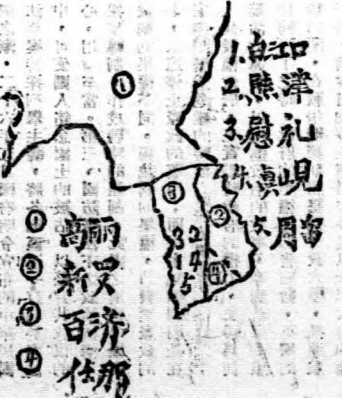 1. 白江口
2. 熊津
3. 慰礼
4. 真峴
5. 周留
①
③
②
3 2
1 4
5
④
① 高丽
② 新罗
③ 百济
④ 任那